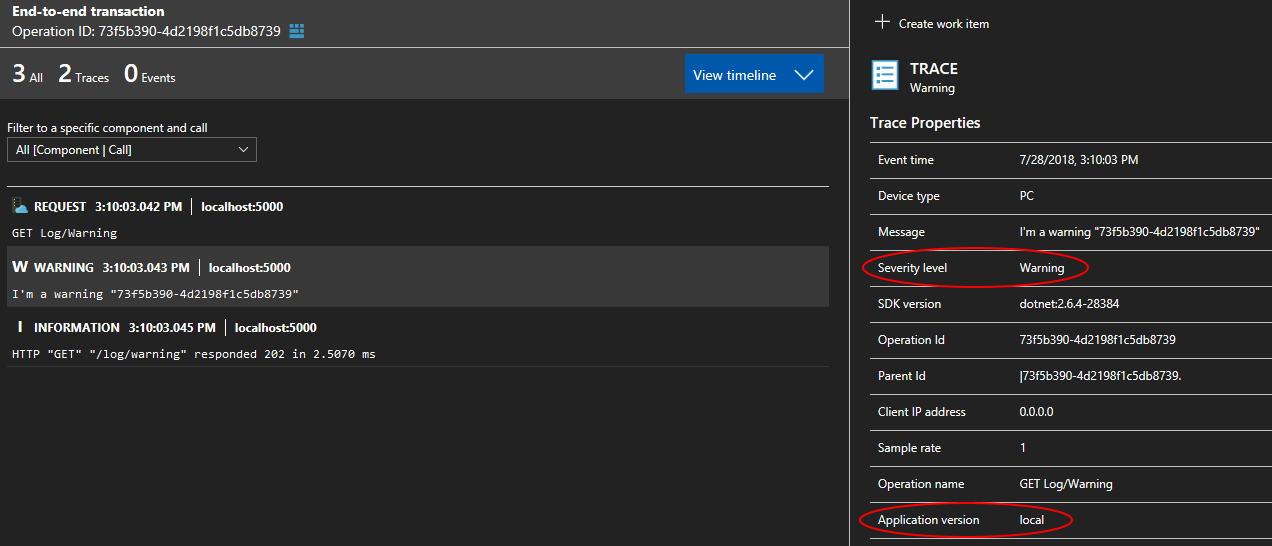 End-to-end transaction
Operation ID: 73f5b390-4d2198f1c5db8739
3 All 2 Traces 0 Events
View timeline
Filter to a specific component and call
All [Component | Call]
REQUEST 3:10:03.042 PM | localhost:5000
GET Log/Warning
W WARNING 3:10:03.043 PM | localhost:5000
I'm a warning "73f5b390-4d2198f1c5db8739"
I INFORMATION 3:10:03.045 PM | localhost:5000
HTTP "GET" "/log/warning" responded 202 in 2.5070 ms
Create work item
TRACE
Warning
Trace Properties
Event time 7/28/2018, 3:10:03 PM
Device type PC
Message I'm a warning "73f5b390-4d2198f1c5db8739"
Severity level Warning
SDK version dotnet:2.6.4-28384
Operation Id 73f5b390-4d2198f1c5db8739
Parent Id |73f5b390-4d2198f1c5db8739.
Client IP address 0.0.0.0
Sample rate 1
Operation name GET Log/Warning
Application version local